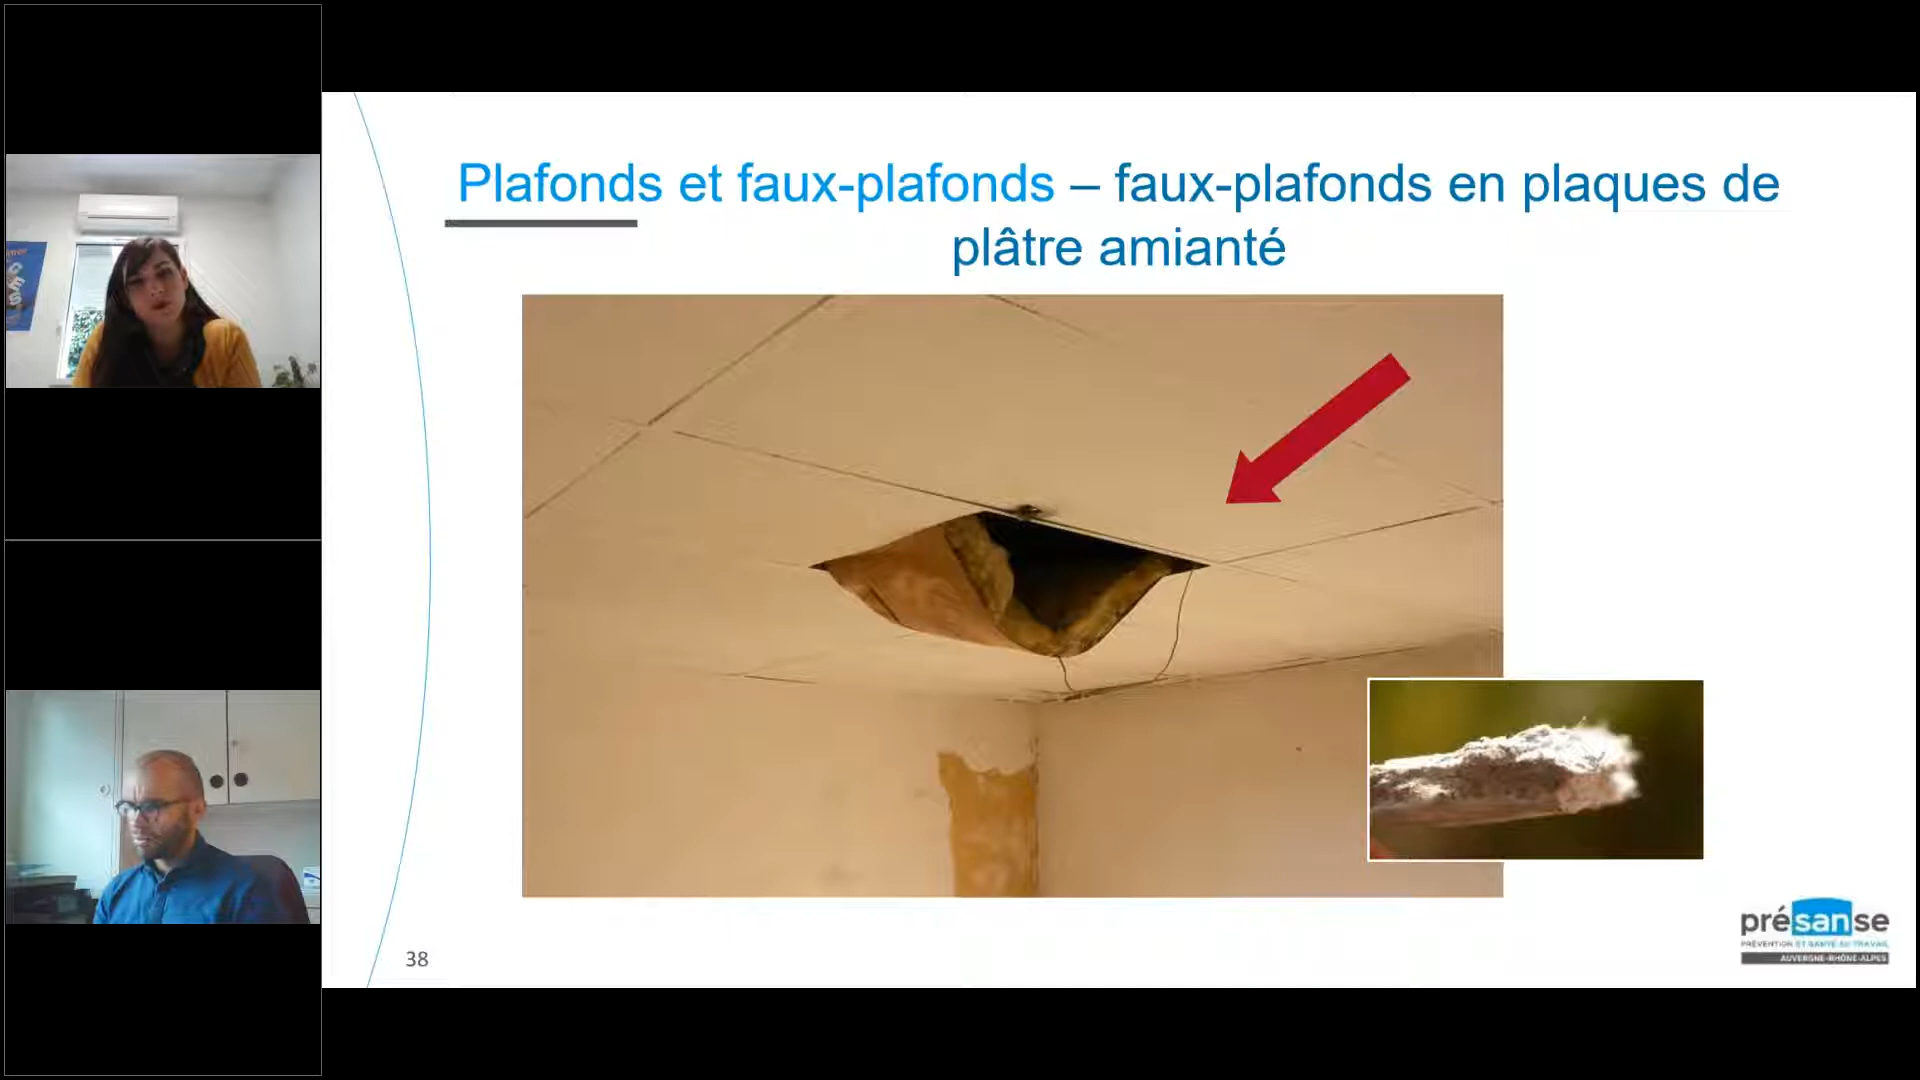 Plafonds et faux-plafonds – faux-plafonds en plaques de
plâtre amianté
38
présanse
PRÉVENTION ET SANTÉ AU TRAVAIL
AUVERGNE-RHÔNE-ALPES